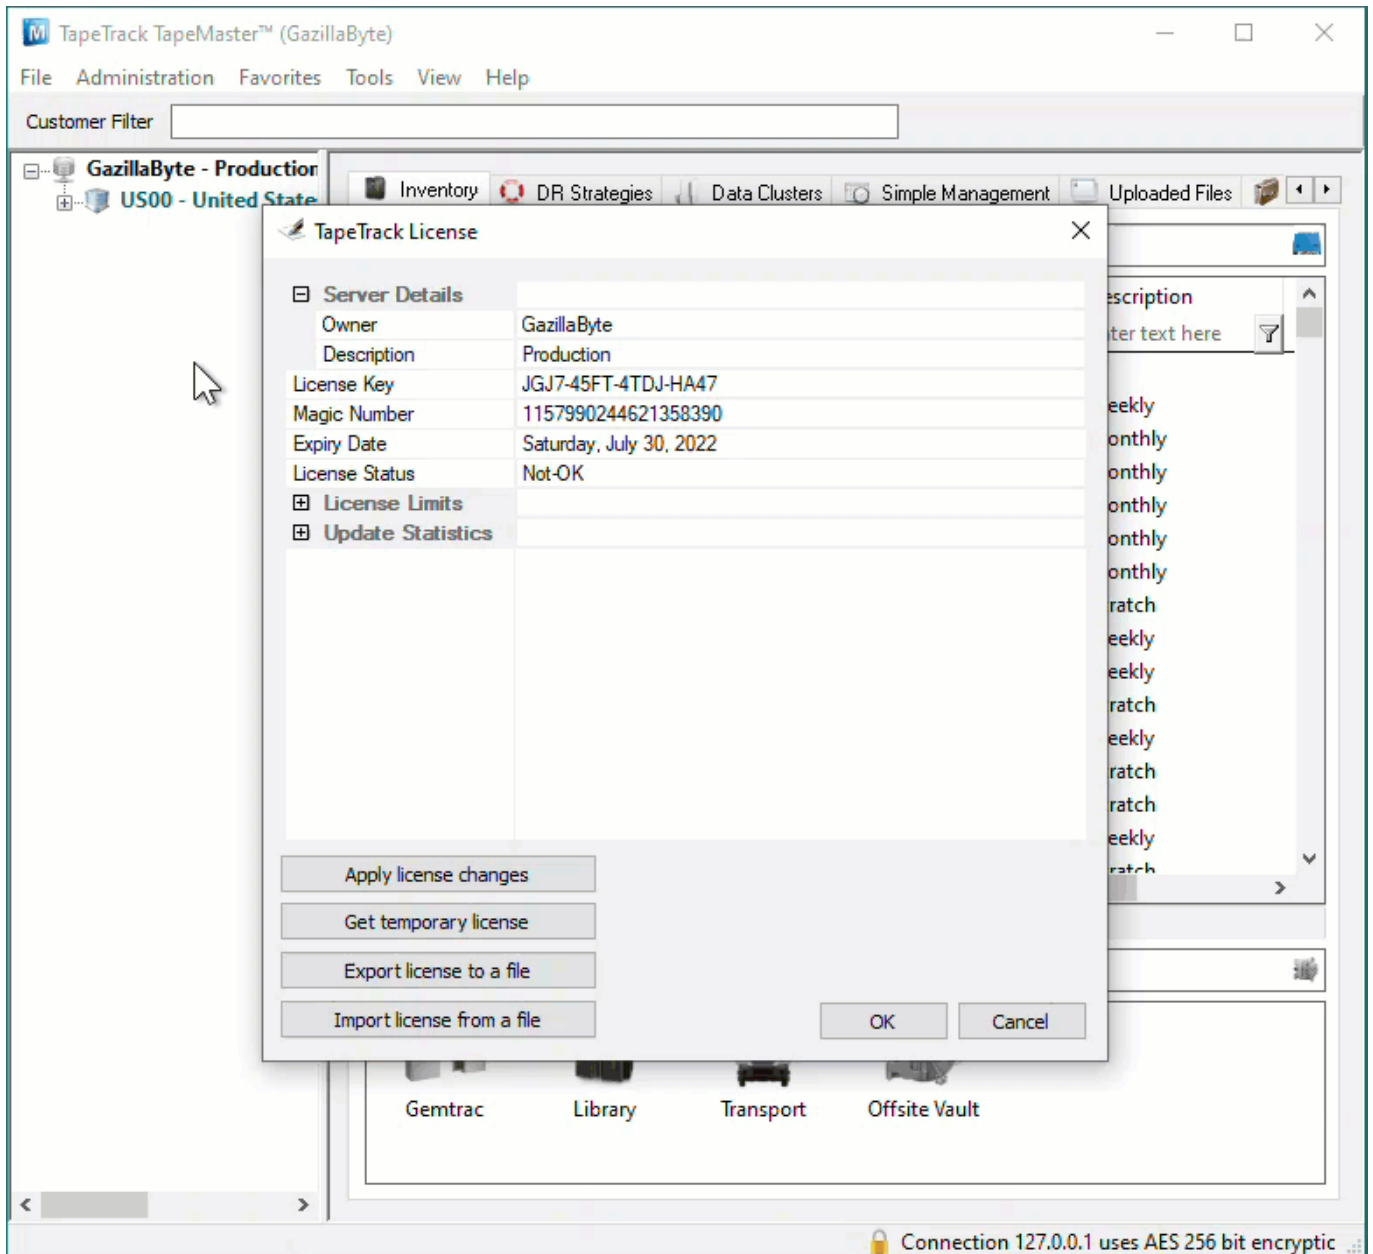 TapeTrack TapeMaster™ (GazillaByte)
File Administration Favorites Tools View Help
Customer Filter
GazillaByte - Production
US00 - United State
Inventory DR Strategies Data Clusters Simple Management Uploaded Files
TapeTrack License
Server Details
Owner GazillaByte
Description Production
License Key JGJ7-45FT-4TDJ-HA47
Magic Number 1157990244621358390
Expiry Date Saturday, July 30, 2022
License Status Not-OK
License Limits
Update Statistics
Apply license changes
Get temporary license
Export license to a file
Import license from a file
OK Cancel
escription
ter text here
eekly
onthly
onthly
onthly
onthly
onthly
ratch
eekly
eekly
ratch
eekly
ratch
ratch
eekly
ratch
Gemtrac Library Transport Offsite Vault
Connection 127.0.0.1 uses AES 256 bit encryptic